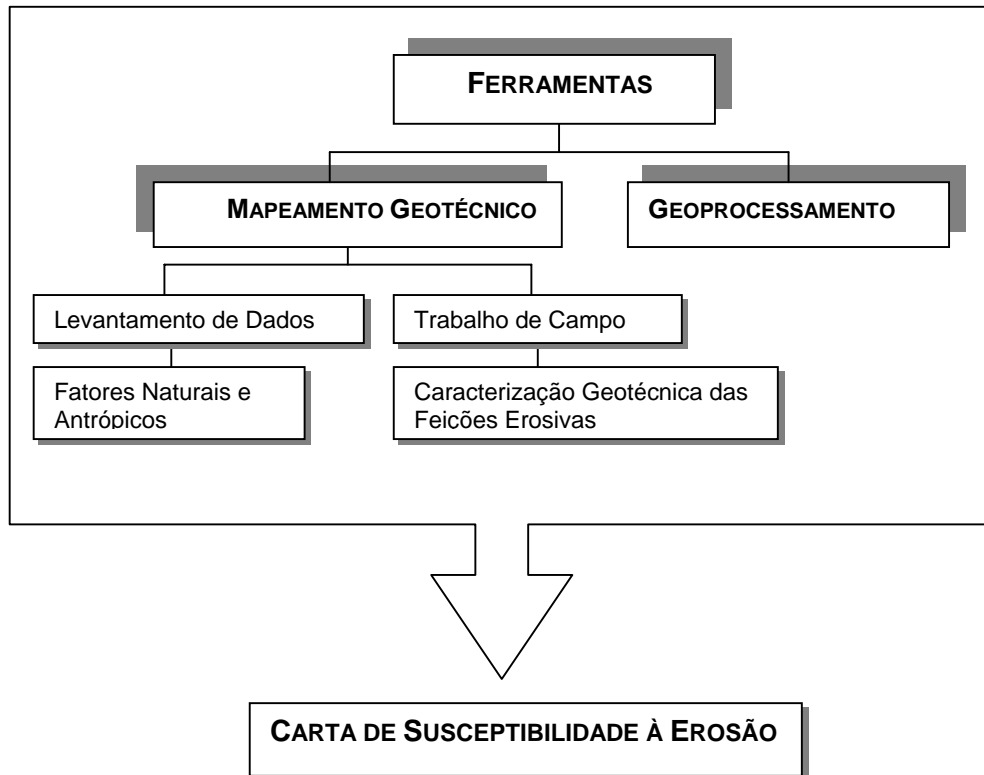 FERRAMENTAS
MAPEAMENTO GEOTÉCNICO
GEOPROCESSAMENTO
Levantamento de Dados
Trabalho de Campo
Fatores Naturais e
Antrópicos
Caracterização Geotécnica das
Feições Erosivas
CARTA DE SUSCEPTIBILIDADE À EROSÃO